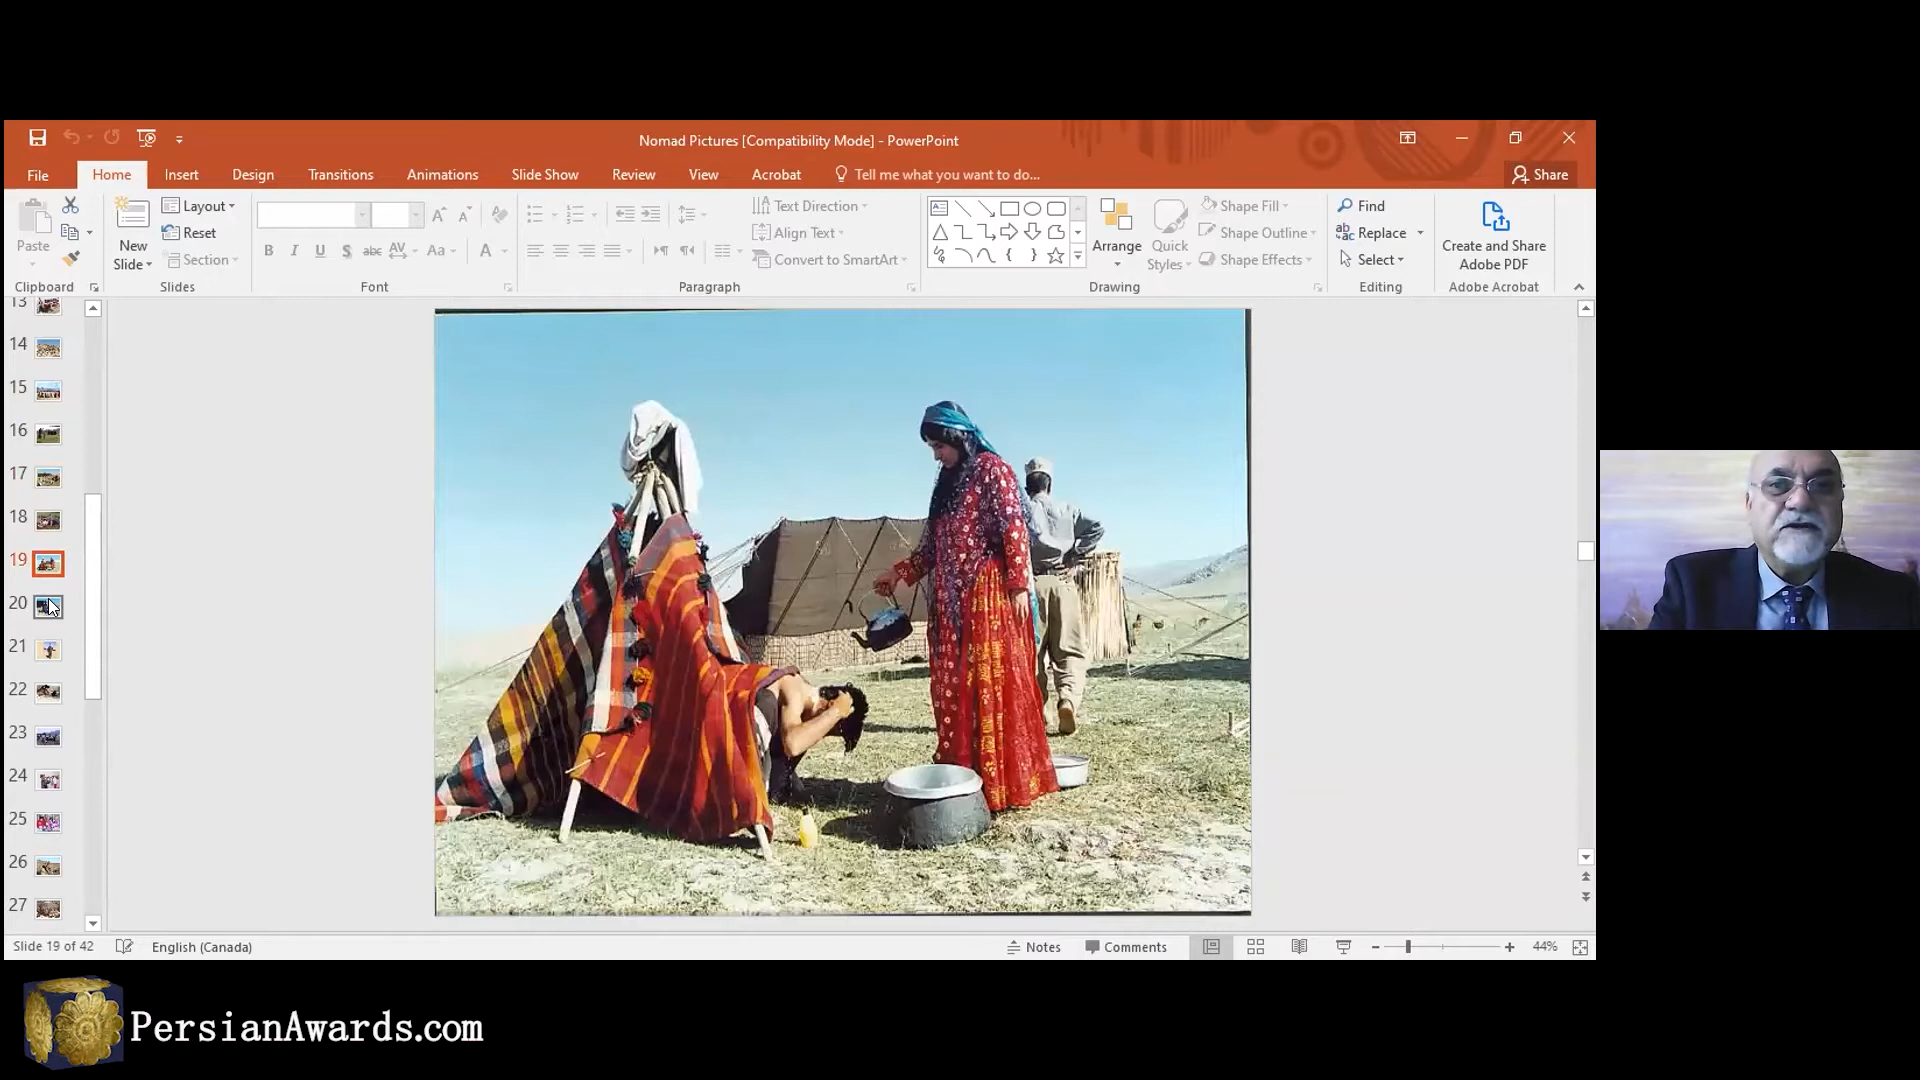 Nomad Pictures [Compatibility Mode] - PowerPoint
File Home Insert Design Transitions Animations Slide Show Review View Acrobat Tell me what you want to do... Share
Paste
Clipboard
New Slide
Layout
Reset
Section
Slides
B I U S abc AV Aa A
Font
Text Direction
Align Text
Convert to SmartArt
Paragraph
Arrange
Quick Styles
Shape Fill
Shape Outline
Shape Effects
Drawing
Find
Replace
Select
Editing
Create and Share Adobe PDF
Adobe Acrobat
13
14
15
16
17
18
19
20
21
22
23
24
25
26
27
Slide 19 of 42 English (Canada) Notes Comments 44%
PersianAwards.com